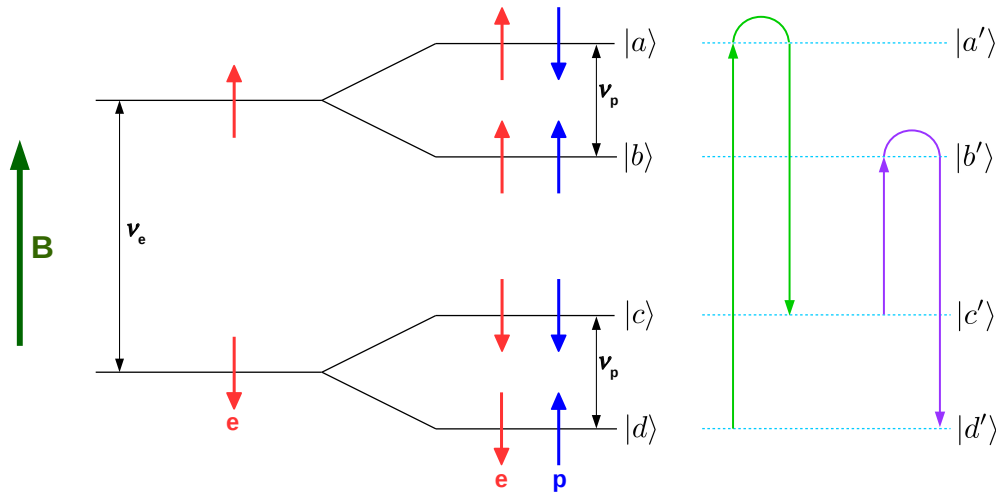 |a⟩
|a′⟩
ν_p
|b⟩
|b′⟩
ν_e
B
|c⟩
|c′⟩
ν_p
e
|d⟩
|d′⟩
e
p